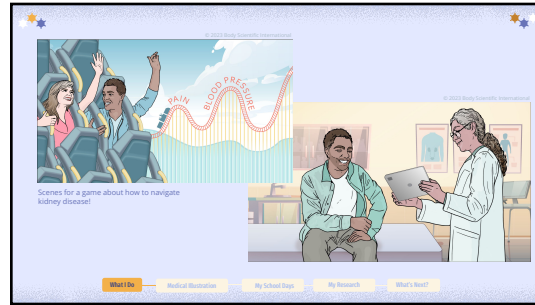 © 2023 Body Scientific International
PAIN
BLOOD PRESSURE
© 2023 Body Scientific International
Scenes for a game about how to navigate
kidney disease!
What I Do
Medical Illustration
My School Days
My Research
What's Next?